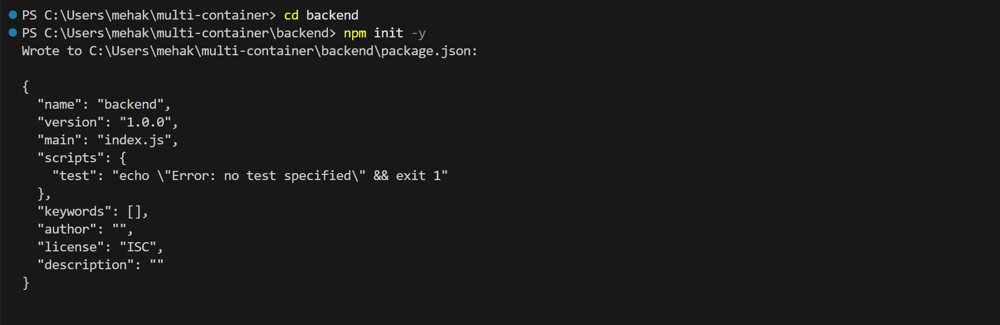 PS C:\Users\mehak\multi-container> cd backend
PS C:\Users\mehak\multi-container\backend> npm init -y
Wrote to C:\Users\mehak\multi-container\backend\package.json:
{
  "name": "backend",
  "version": "1.0.0",
  "main": "index.js",
  "scripts": {
    "test": "echo \"Error: no test specified\" && exit 1"
  },
  "keywords": [],
  "author": "",
  "license": "ISC",
  "description": ""
}